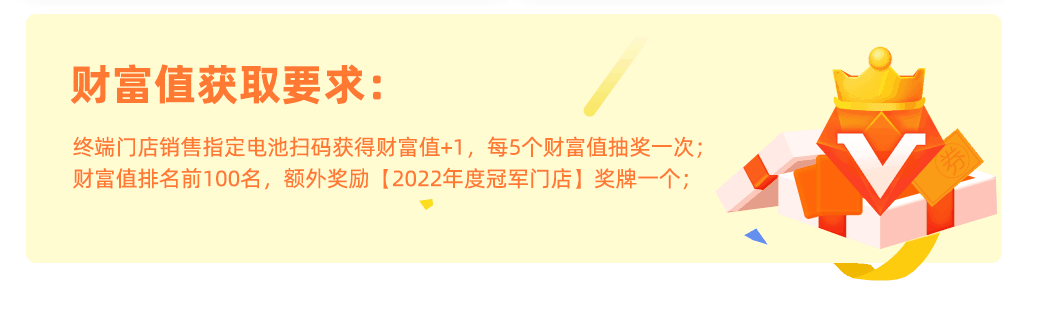 财富值获取要求：
终端门店销售指定电池扫码获得财富值+1，每5个财富值抽奖一次；
财富值排名前100名，额外奖励【2022年度冠军门店】奖牌一个；
V
券